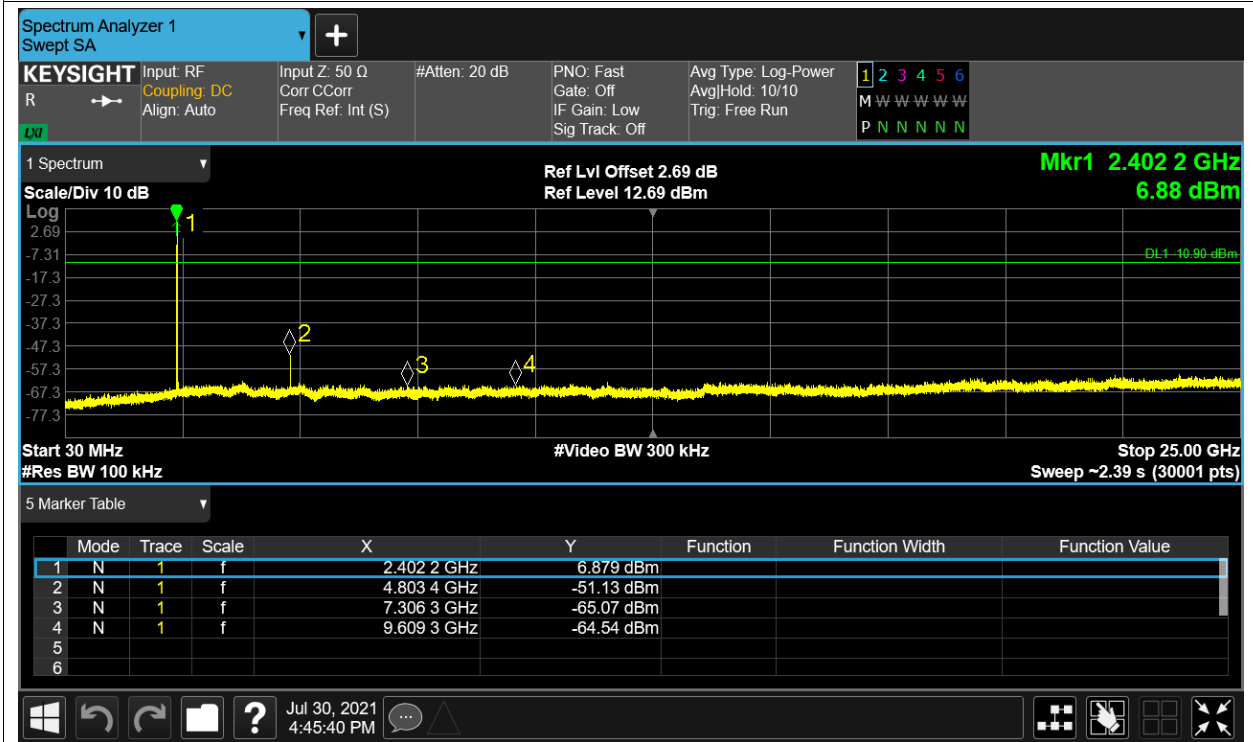 Spectrum Analyzer 1
Swept SA
+
KEYSIGHT
R
LXI
Input: RF
Coupling: DC
Align: Auto
Input Z: 50 Ω
Corr CCorr
Freq Ref: Int (S)
#Atten: 20 dB
PNO: Fast
Gate: Off
IF Gain: Low
Sig Track: Off
Avg Type: Log-Power
Avg|Hold: 10/10
Trig: Free Run
1 2 3 4 5 6
M W W W W W
P N N N N N
1 Spectrum
Scale/Div 10 dB
Ref Lvl Offset 2.69 dB
Ref Level 12.69 dBm
Mkr1 2.402 2 GHz
6.88 dBm
Log
2.69
-7.31
-17.3
-27.3
-37.3
-47.3
-57.3
-67.3
-77.3
1
2
3
4
DL1 -10.90 dBm
Start 30 MHz
#Video BW 300 kHz
Stop 25.00 GHz
#Res BW 100 kHz
Sweep ~2.39 s (30001 pts)
5 Marker Table
Mode Trace Scale X Y Function Function Width Function Value
1 N 1 f 2.402 2 GHz 6.879 dBm
2 N 1 f 4.803 4 GHz -51.13 dBm
3 N 1 f 7.306 3 GHz -65.07 dBm
4 N 1 f 9.609 3 GHz -64.54 dBm
5
6
?
Jul 30, 2021
4:45:40 PM